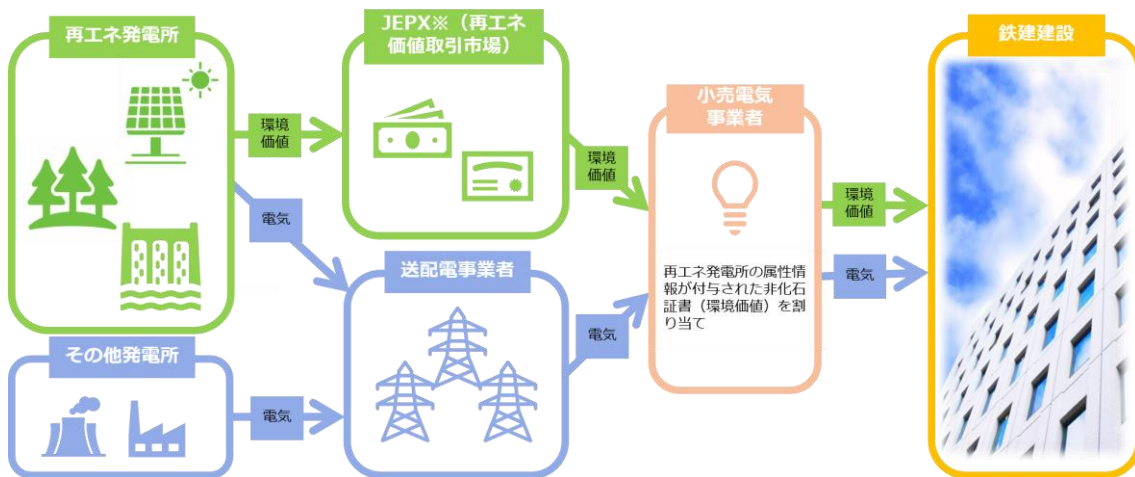 再エネ発電所
環境
価値
電気
その他発電所
電気
JEPX※(再エネ
価値取引市場)
環境
価値
送配電事業者
電気
小売電気
事業者
再エネ発電所の属性情
報が付与された非化石
証書(環境価値)を割
り当て
環境
価値
電気
鉄建建設